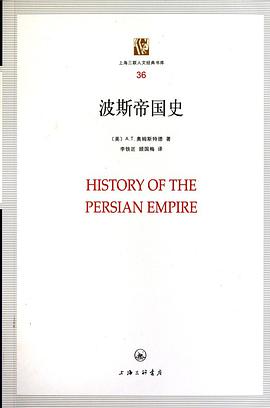 上海三联人文经典书库
36
波斯帝国史
(美) A.T.奥姆斯特德 著
李铁匠 顾国梅 译
HISTORY OF THE
PERSIAN EMPIRE
上海三联书店